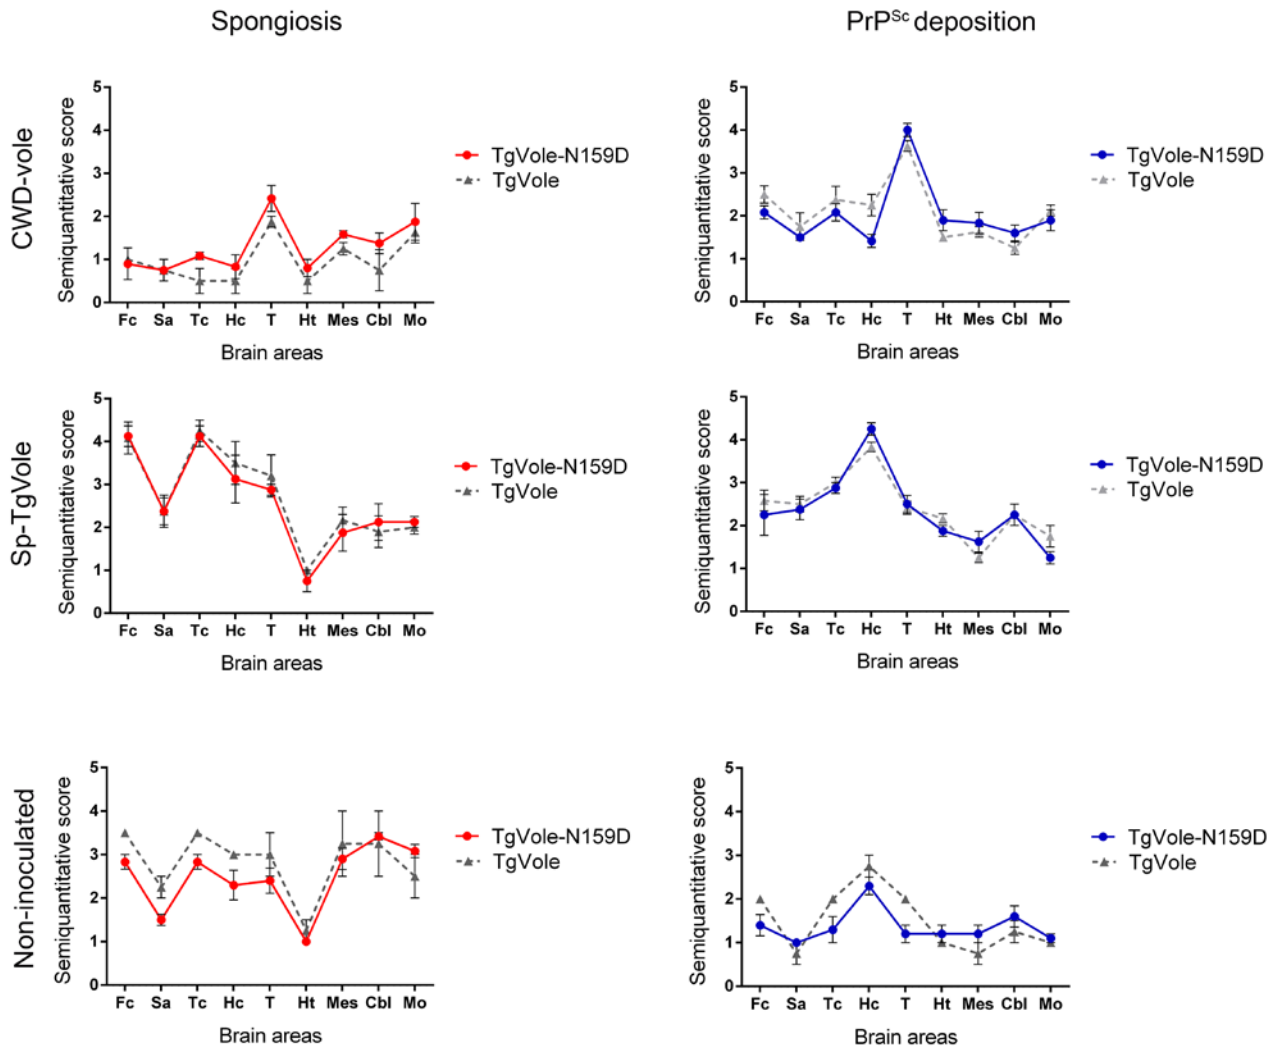 Spongiosis
PrPSc deposition
CWD-vole
Semiquantitative score
5
4
3
2
1
0
Fc Sa Tc Hc T Ht Mes Cbl Mo
Brain areas
TgVole-N159D
TgVole
Semiquantitative score
5
4
3
2
1
0
Fc Sa Tc Hc T Ht Mes Cbl Mo
Brain areas
TgVole-N159D
TgVole
Sp-TgVole
Semiquantitative score
5
4
3
2
1
0
Fc Sa Tc Hc T Ht Mes Cbl Mo
Brain areas
TgVole-N159D
TgVole
Semiquantitative score
5
4
3
2
1
0
Fc Sa Tc Hc T Ht Mes Cbl Mo
Brain areas
TgVole-N159D
TgVole
Non-inoculated
Semiquantitative score
5
4
3
2
1
0
Fc Sa Tc Hc T Ht Mes Cbl Mo
Brain areas
TgVole-N159D
TgVole
Semiquantitative score
5
4
3
2
1
0
Fc Sa Tc Hc T Ht Mes Cbl Mo
Brain areas
TgVole-N159D
TgVole